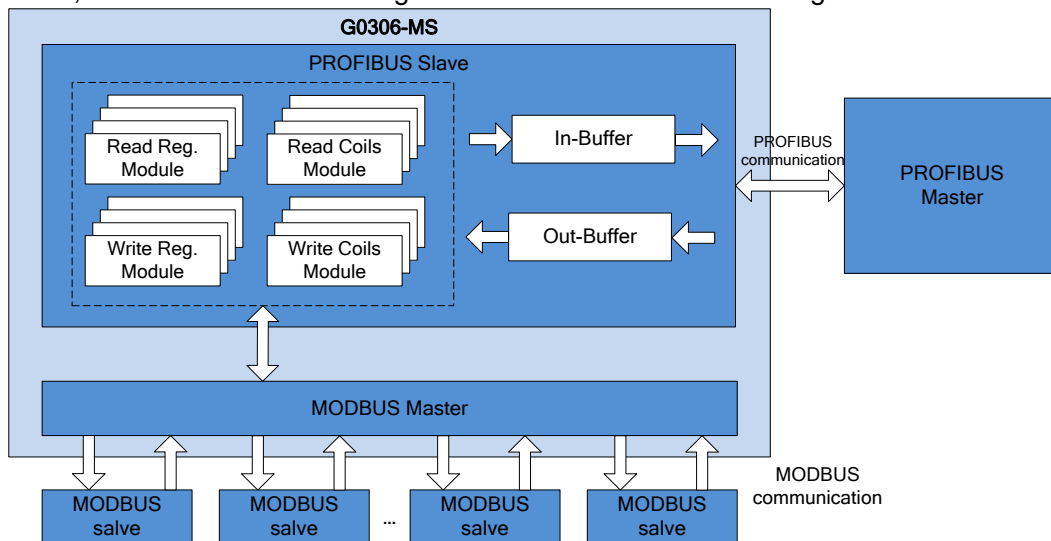 G0306-MS
PROFIBUS Slave
Read Reg.
Module
Read Coils
Module
In-Buffer
Write Reg.
Module
Write Coils
Module
Out-Buffer
PROFIBUS
communication
PROFIBUS
Master
MODBUS Master
MODBUS
communication
MODBUS
salve
MODBUS
salve
...
MODBUS
salve
MODBUS
salve